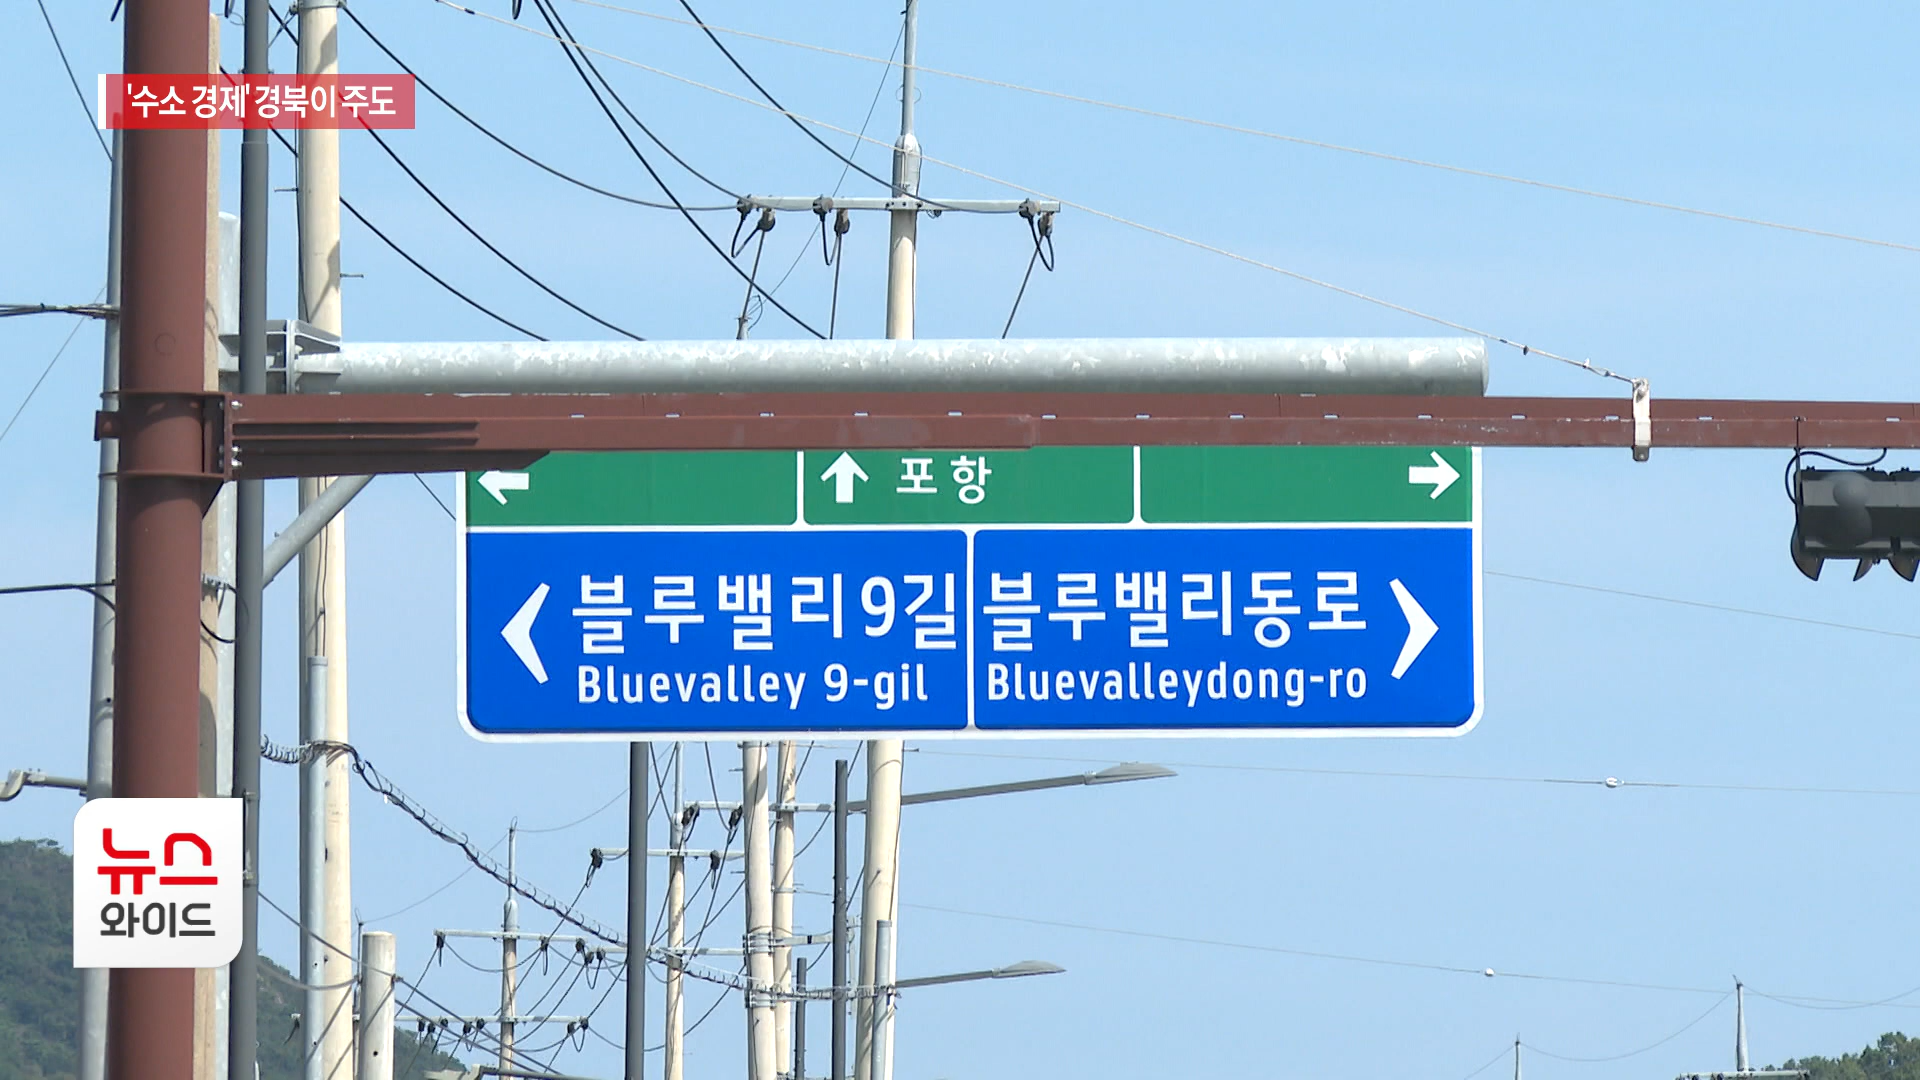 '수소 경제' 경북이 주도
포항
블루밸리9길
Bluevalley 9-gil
블루밸리동로
Bluevalleydong-ro
뉴스
와이드